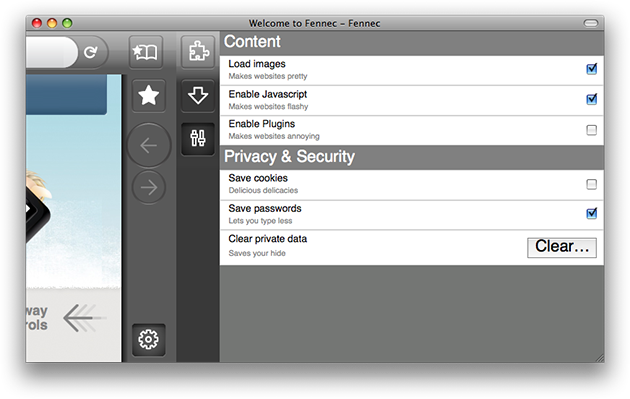 Welcome to Fennec – Fennec
Content
Load images
Makes websites pretty
Enable Javascript
Makes websites flashy
Enable Plugins
Makes websites annoying
Privacy & Security
Save cookies
Delicious delicacies
Save passwords
Lets you type less
Clear private data
Saves your hide
Clear...
way
rols